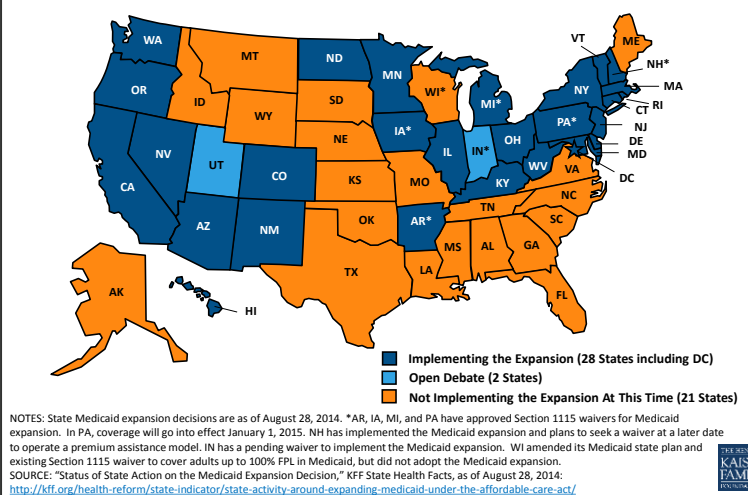 WA
MT
ND
MN
VT
ME
NH*
OR
ID
SD
WI*
MI*
NY
MA
WY
CT
RI
IA*
PA*
NJ
NE
DE
NV
UT
IL
IN*
OH
MD
CO
WV
VA
CA
KS
MO
KY
DC
NC
TN
AZ
NM
OK
AR*
SC
MS
AL
GA
TX
LA
AK
FL
HI
Implementing the Expansion (28 States including DC)
Open Debate (2 States)
Not Implementing the Expansion At This Time (21 States)
NOTES: State Medicaid expansion decisions are as of August 28, 2014. *AR, IA, MI, and PA have approved Section 1115 waivers for Medicaid
expansion. In PA, coverage will go into effect January 1, 2015. NH has implemented the Medicaid expansion and plans to seek a waiver at a later date
to operate a premium assistance model. IN has a pending waiver to implement the Medicaid expansion. WI amended its Medicaid state plan and
existing Section 1115 waiver to cover adults up to 100% FPL in Medicaid, but did not adopt the Medicaid expansion.
SOURCE: “Status of State Action on the Medicaid Expansion Decision,” KFF State Health Facts, as of August 28, 2014:
http://kff.org/health-reform/state-indicator/state-activity-around-expanding-medicaid-under-the-affordable-care-act/